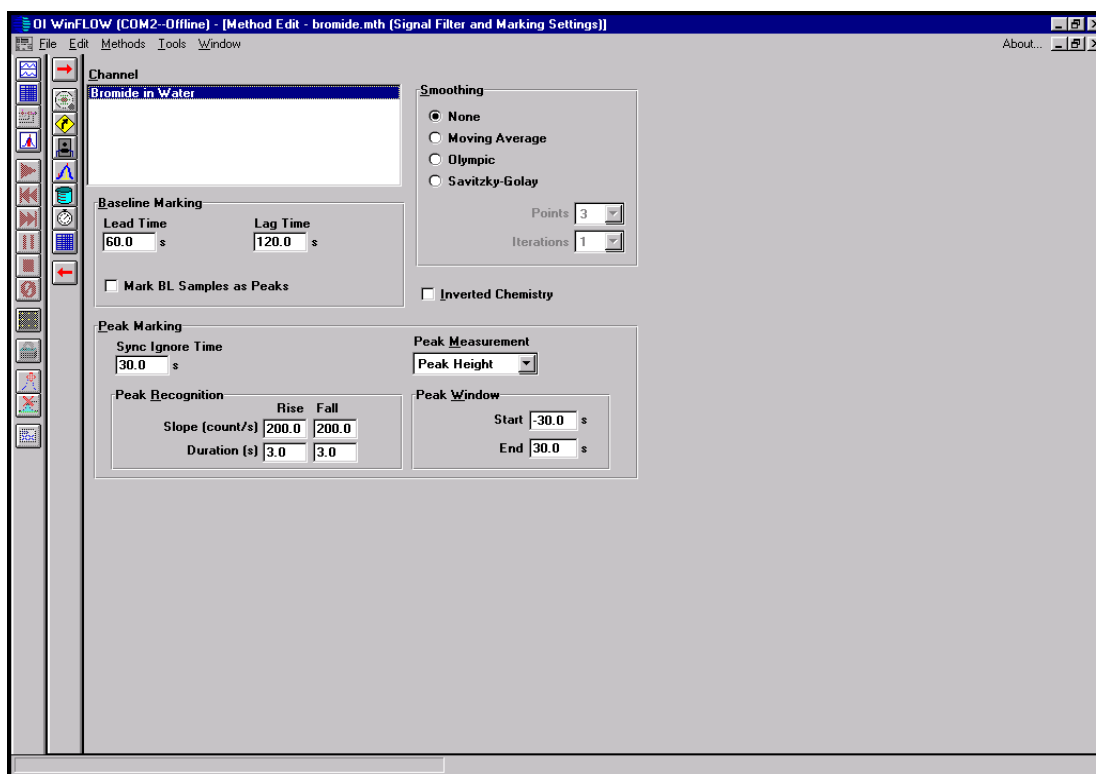 OI WinFLOW (COM2--Offline) - [Method Edit - bromide.mth (Signal Filter and Marking Settings)]
File Edit Methods Tools Window About...
Channel
Bromide in Water
Smoothing
None
Moving Average
Olympic
Savitzky-Golay
Points 3
Iterations 1
Baseline Marking
Lead Time Lag Time
60.0 s 120.0 s
Mark BL Samples as Peaks
Inverted Chemistry
Peak Marking
Sync Ignore Time
30.0 s
Peak Measurement
Peak Height
Peak Recognition
Rise Fall
Slope (count/s) 200.0 200.0
Duration (s) 3.0 3.0
Peak Window
Start -30.0 s
End 30.0 s